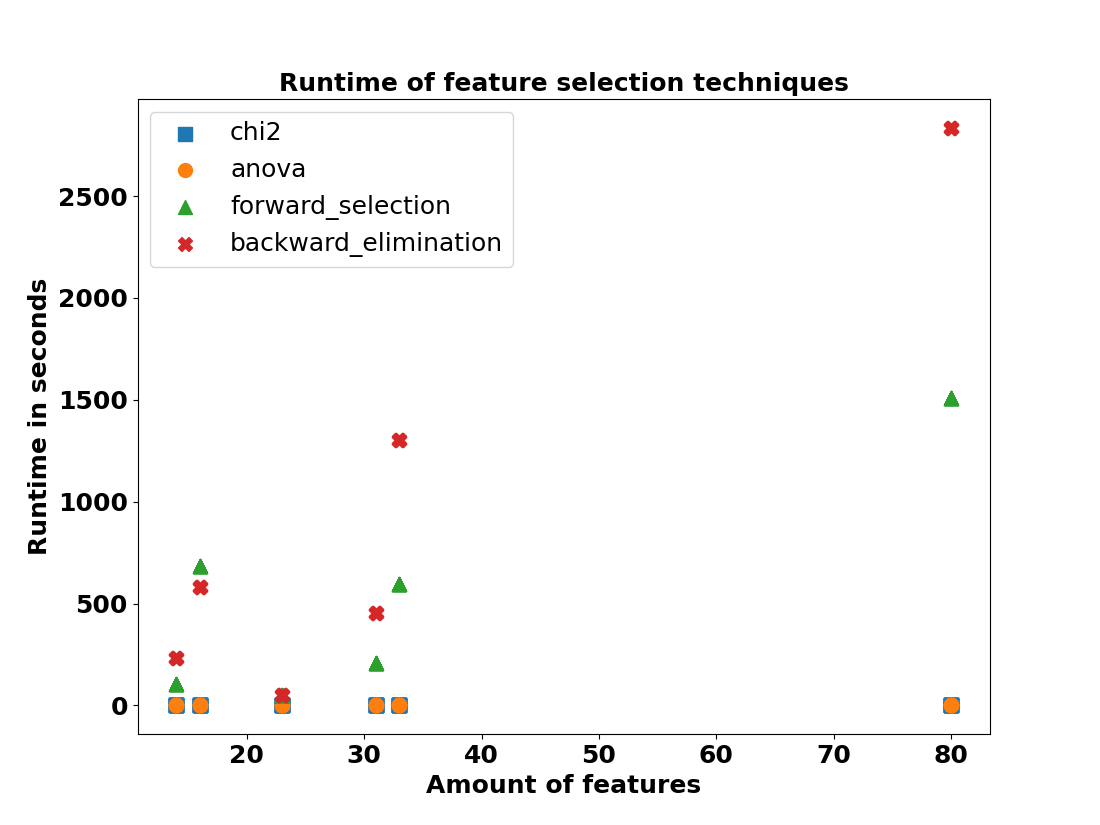 Runtime of feature selection techniques
chi2
anova
forward_selection
backward_elimination
Runtime in seconds
2500
2000
1500
1000
500
0
20 30 40 50 60 70 80
Amount of features